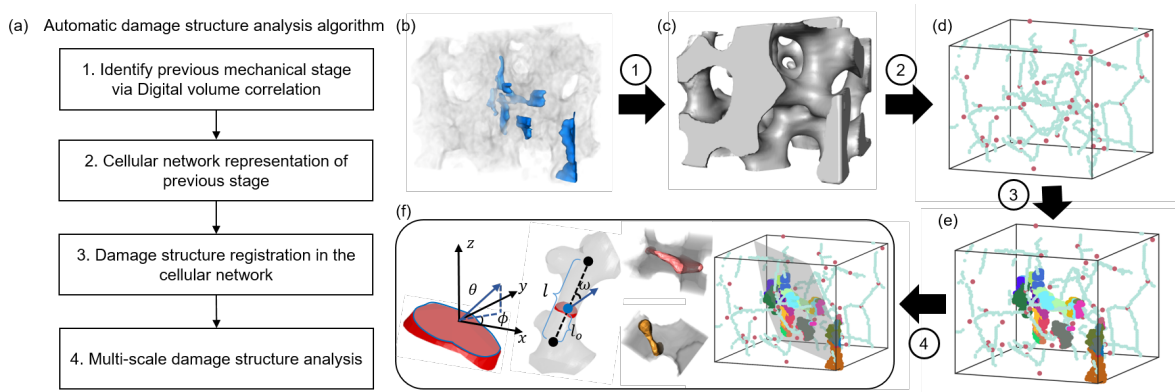 (a) Automatic damage structure analysis algorithm
1. Identify previous mechanical stage
via Digital volume correlation
2. Cellular network representation of
previous stage
3. Damage structure registration in the
cellular network
4. Multi-scale damage structure analysis
(b)
(c)
(d)
1
2
3
(f)
(e)
z
θ
y
ϕ
x
l
ω
l_o
4